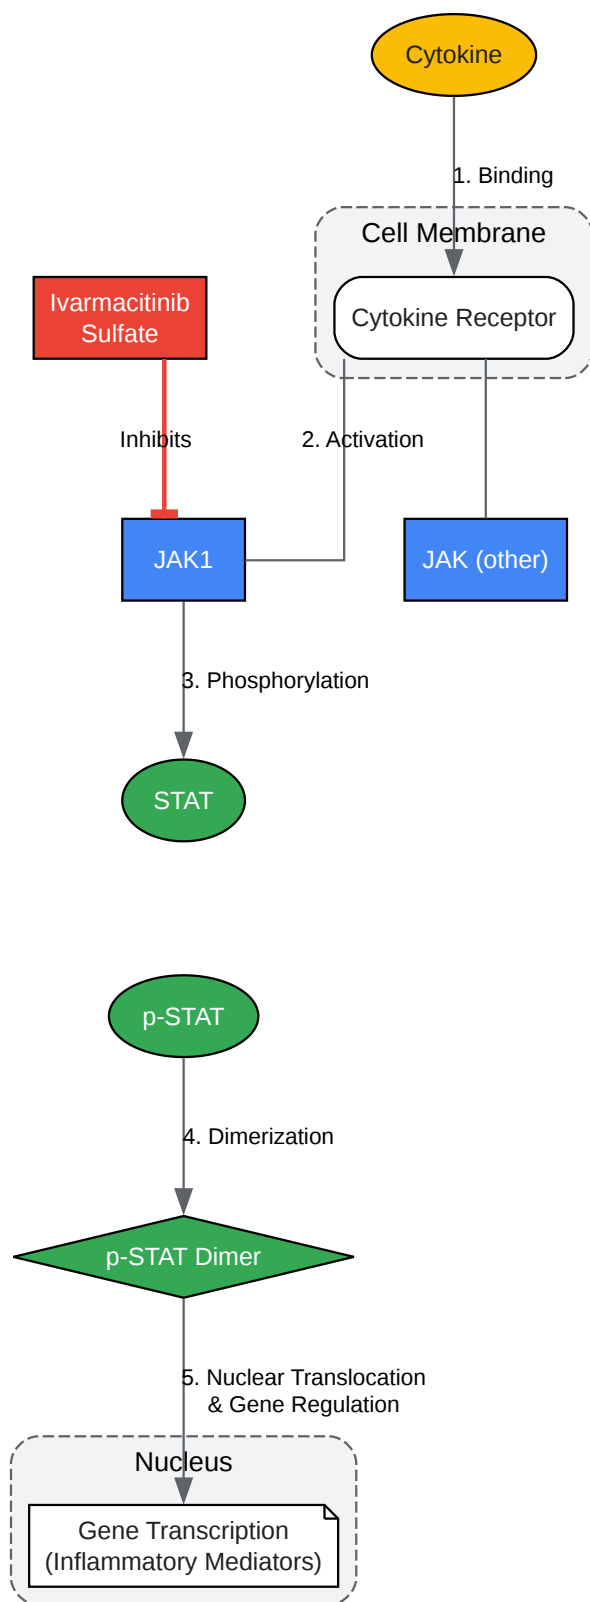 Cytokine
1. Binding
Cell Membrane
Cytokine Receptor
Ivarmacitinib
Sulfate
Inhibits
2. Activation
JAK1
JAK (other)
3. Phosphorylation
STAT
p-STAT
4. Dimerization
p-STAT Dimer
5. Nuclear Translocation
& Gene Regulation
Nucleus
Gene Transcription
(Inflammatory Mediators)